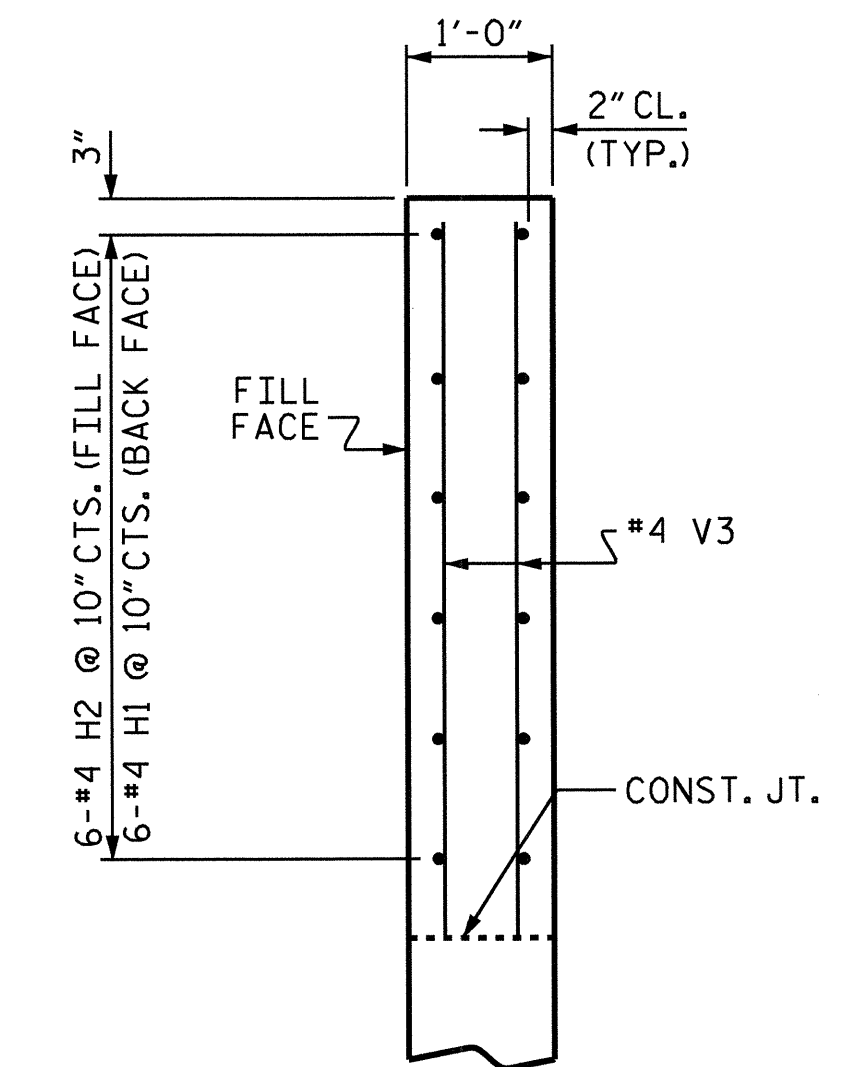 1'-0"
2" CL.
(TYP.)
3"
6-#4 H2 @ 10" CTS. (FILL FACE)
6-#4 H1 @ 10" CTS. (BACK FACE)
FILL
FACE
#4 V3
CONST. JT.